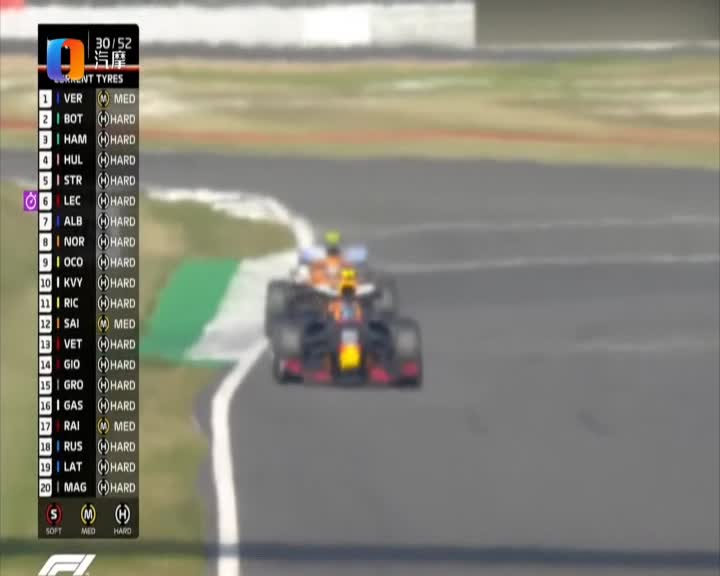 30/52
汽摩
CURRENT TYRES
1 VER M MED
2 BOT H HARD
3 HAM H HARD
4 HUL H HARD
5 STR H HARD
6 LEC H HARD
7 ALB H HARD
8 NOR H HARD
9 OCO H HARD
10 KVY H HARD
11 RIC H HARD
12 SAI M MED
13 VET H HARD
14 GIO H HARD
15 GRO H HARD
16 GAS H HARD
17 RAI M MED
18 RUS H HARD
19 LAT H HARD
20 MAG H HARD
S M H
SOFT MED HARD
F1